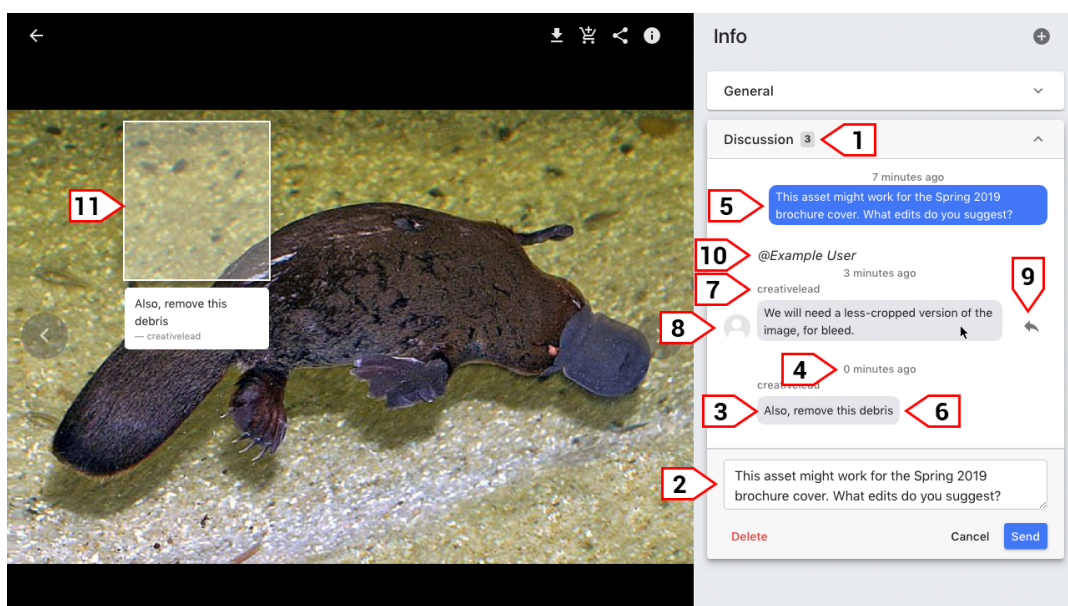 Info
General
Discussion 3
1
7 minutes ago
5
This asset might work for the Spring 2019
brochure cover. What edits do you suggest?
11
10
@Example User
3 minutes ago
9
7
creativelead
8
We will need a less-cropped version of the
image, for bleed.
Also, remove this
debris
— creativelead
4
0 minutes ago
creativelead
3
Also, remove this debris
6
2
This asset might work for the Spring 2019
brochure cover. What edits do you suggest?
Delete
Cancel
Send